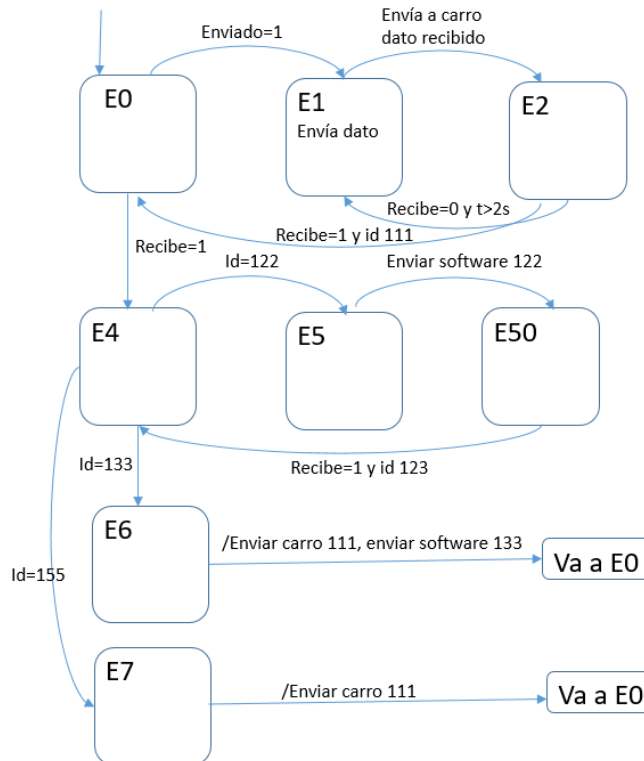 Enviado=1
Envía a carro
dato recibido
E0
E1
Envía dato
E2
Recibe=0 y t>2s
Recibe=1 y id 111
Recibe=1
Id=122
Enviar software 122
E4
E5
E50
Id=133
Recibe=1 y id 123
E6
/Enviar carro 111, enviar software 133
Va a E0
Id=155
E7
/Enviar carro 111
Va a E0